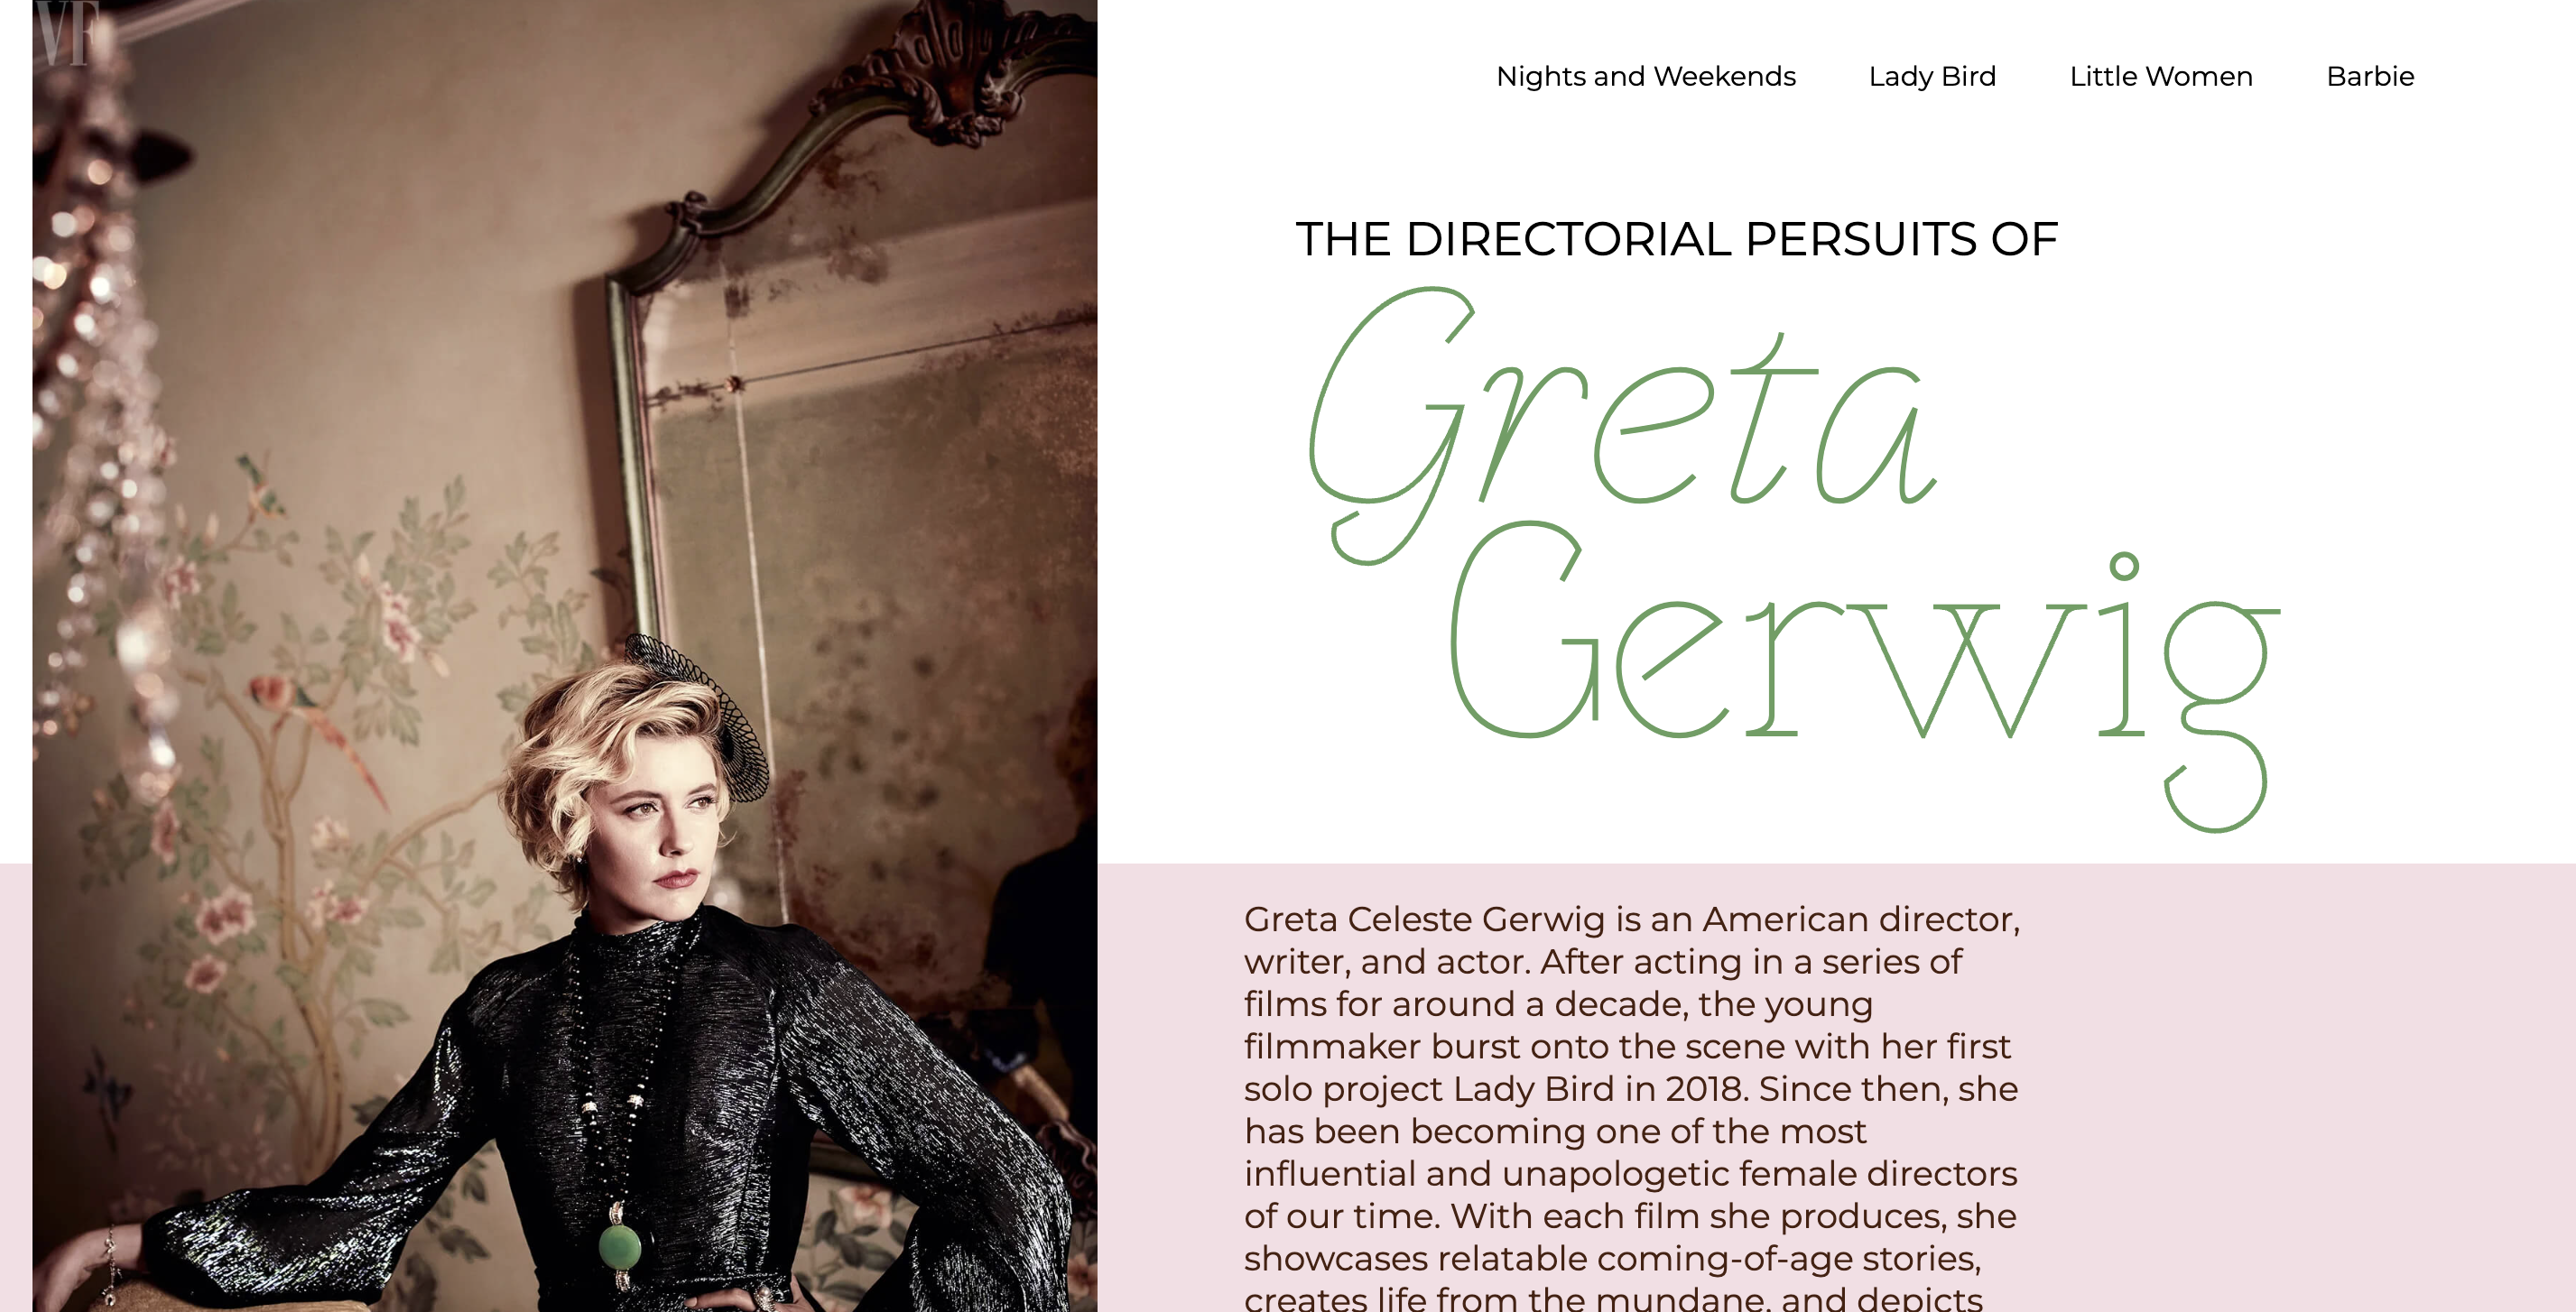 VF
Nights and Weekends Lady Bird Little Women Barbie
THE DIRECTORIAL PERSUITS OF
Greta
Gerwig
Greta Celeste Gerwig is an American director,
writer, and actor. After acting in a series of
films for around a decade, the young
filmmaker burst onto the scene with her first
solo project Lady Bird in 2018. Since then, she
has been becoming one of the most
influential and unapologetic female directors
of our time. With each film she produces, she
showcases relatable coming-of-age stories,
creates life from the mundane, and depicts